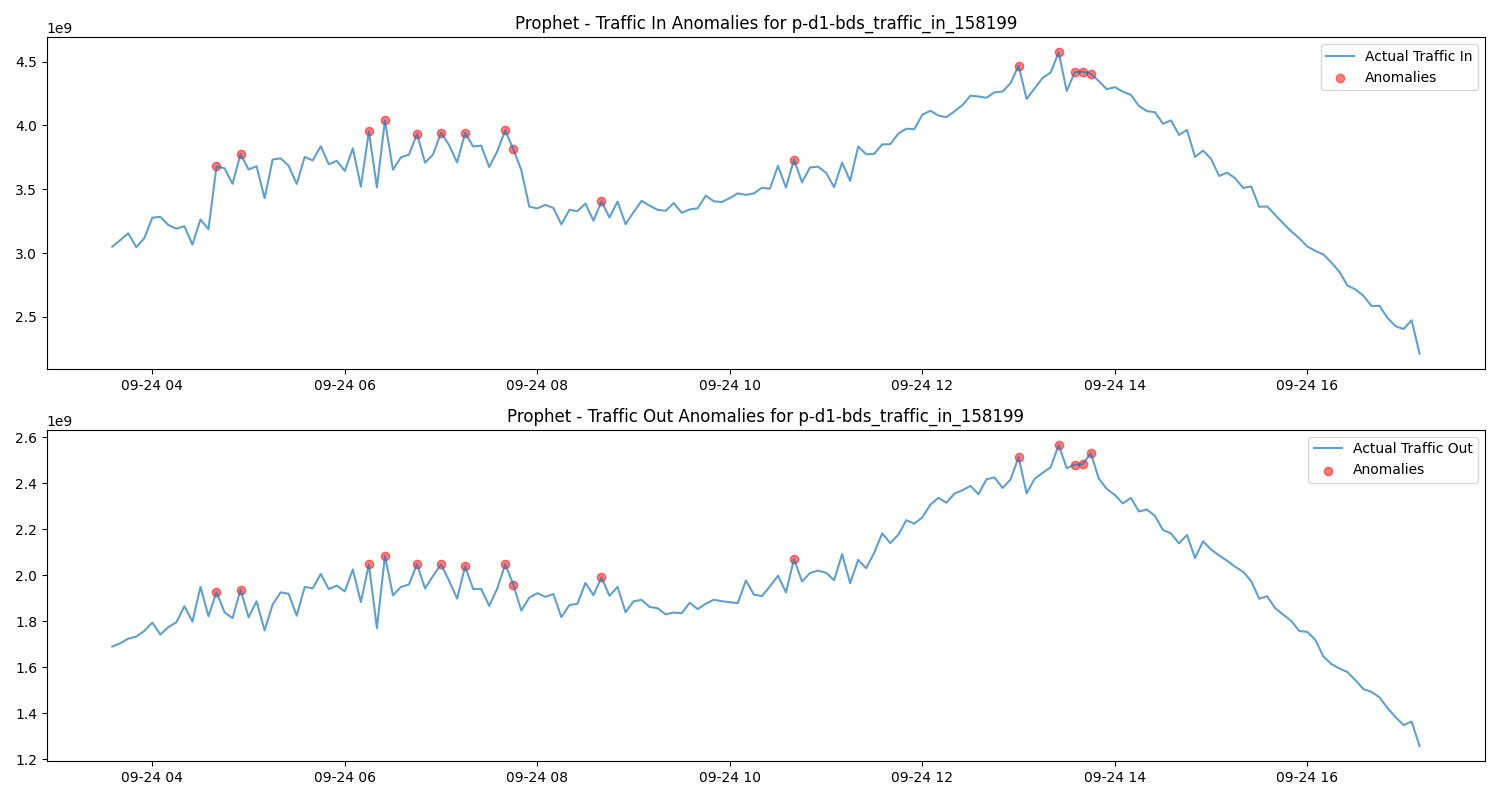 Prophet - Traffic In Anomalies for p-d1-bds_traffic_in_158199
1e9
4.5
4.0
3.5
3.0
2.5
Actual Traffic In
Anomalies
09-24 04 09-24 06 09-24 08 09-24 10 09-24 12 09-24 14 09-24 16
Prophet - Traffic Out Anomalies for p-d1-bds_traffic_in_158199
1e9
2.6
2.4
2.2
2.0
1.8
1.6
1.4
1.2
Actual Traffic Out
Anomalies
09-24 04 09-24 06 09-24 08 09-24 10 09-24 12 09-24 14 09-24 16